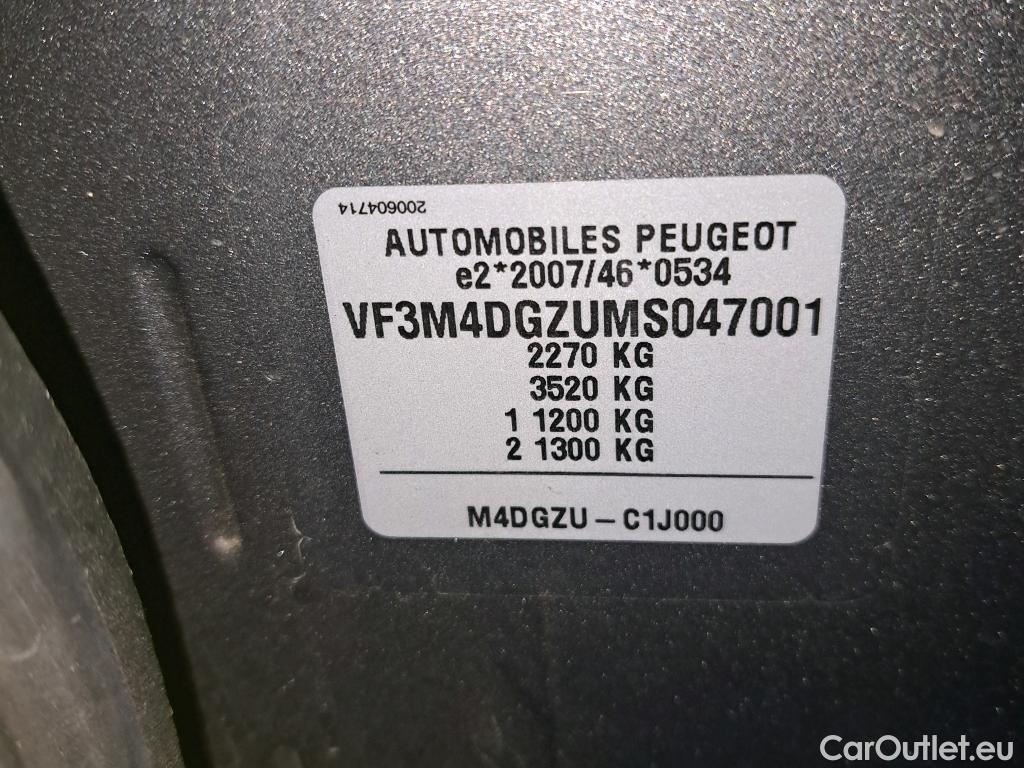 200604714
AUTOMOBILES PEUGEOT
e2*2007/46*0534
VF3M4DGZUMS047001
2270 KG
3520 KG
1 1200 KG
2 1300 KG
M4DGZU – C1J000
CarOutlet.eu